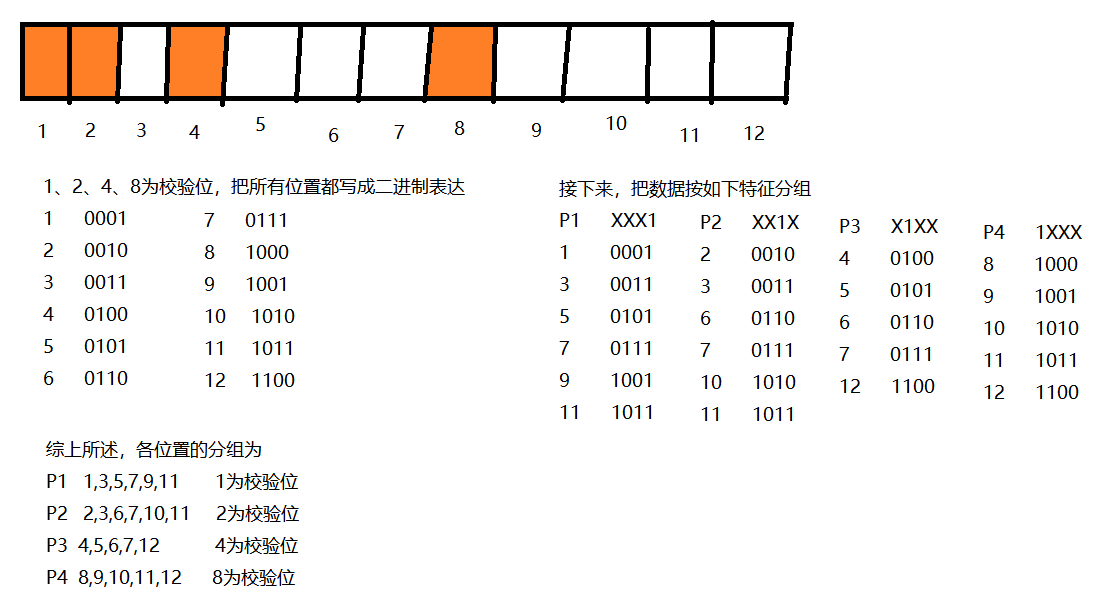 1 2 3 4 5 6 7 8 9 10 11 12
1、2、4、8为校验位，把所有位置都写成二进制表达
1 0001 7 0111
2 0010 8 1000
3 0011 9 1001
4 0100 10 1010
5 0101 11 1011
6 0110 12 1100
接下来，把数据按如下特征分组
P1 XXX1 P2 XX1X P3 X1XX P4 1XXX
1 0001 2 0010 4 0100 8 1000
3 0011 3 0011 5 0101 9 1001
5 0101 6 0110 6 0110 10 1010
7 0111 7 0111 7 0111 11 1011
9 1001 10 1010 12 1100 12 1100
11 1011 11 1011
综上所述，各位置的分组为
P1 1,3,5,7,9,11 1为校验位
P2 2,3,6,7,10,11 2为校验位
P3 4,5,6,7,12 4为校验位
P4 8,9,10,11,12 8为校验位